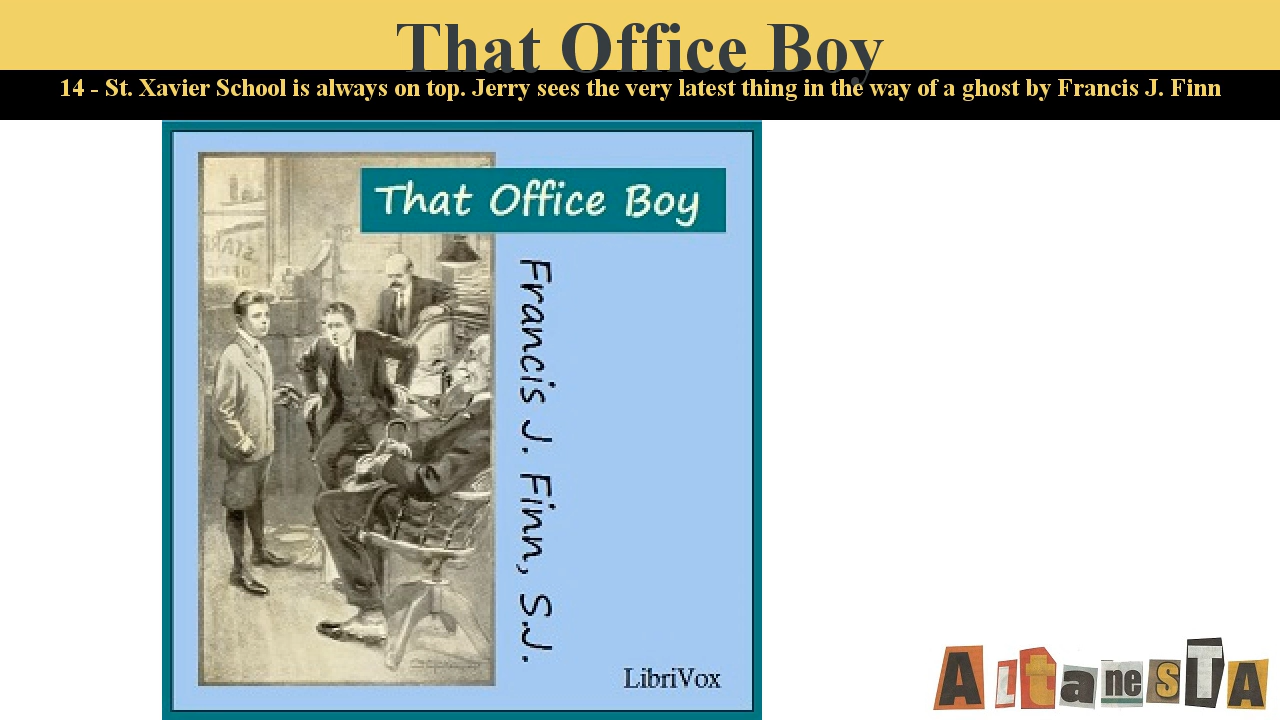 That Office Boy
14 - St. Xavier School is always on top. Jerry sees the very latest thing in the way of a ghost by Francis J. Finn
That Office Boy
Francis J. Finn, S.J.
LibriVox
AltanesTA